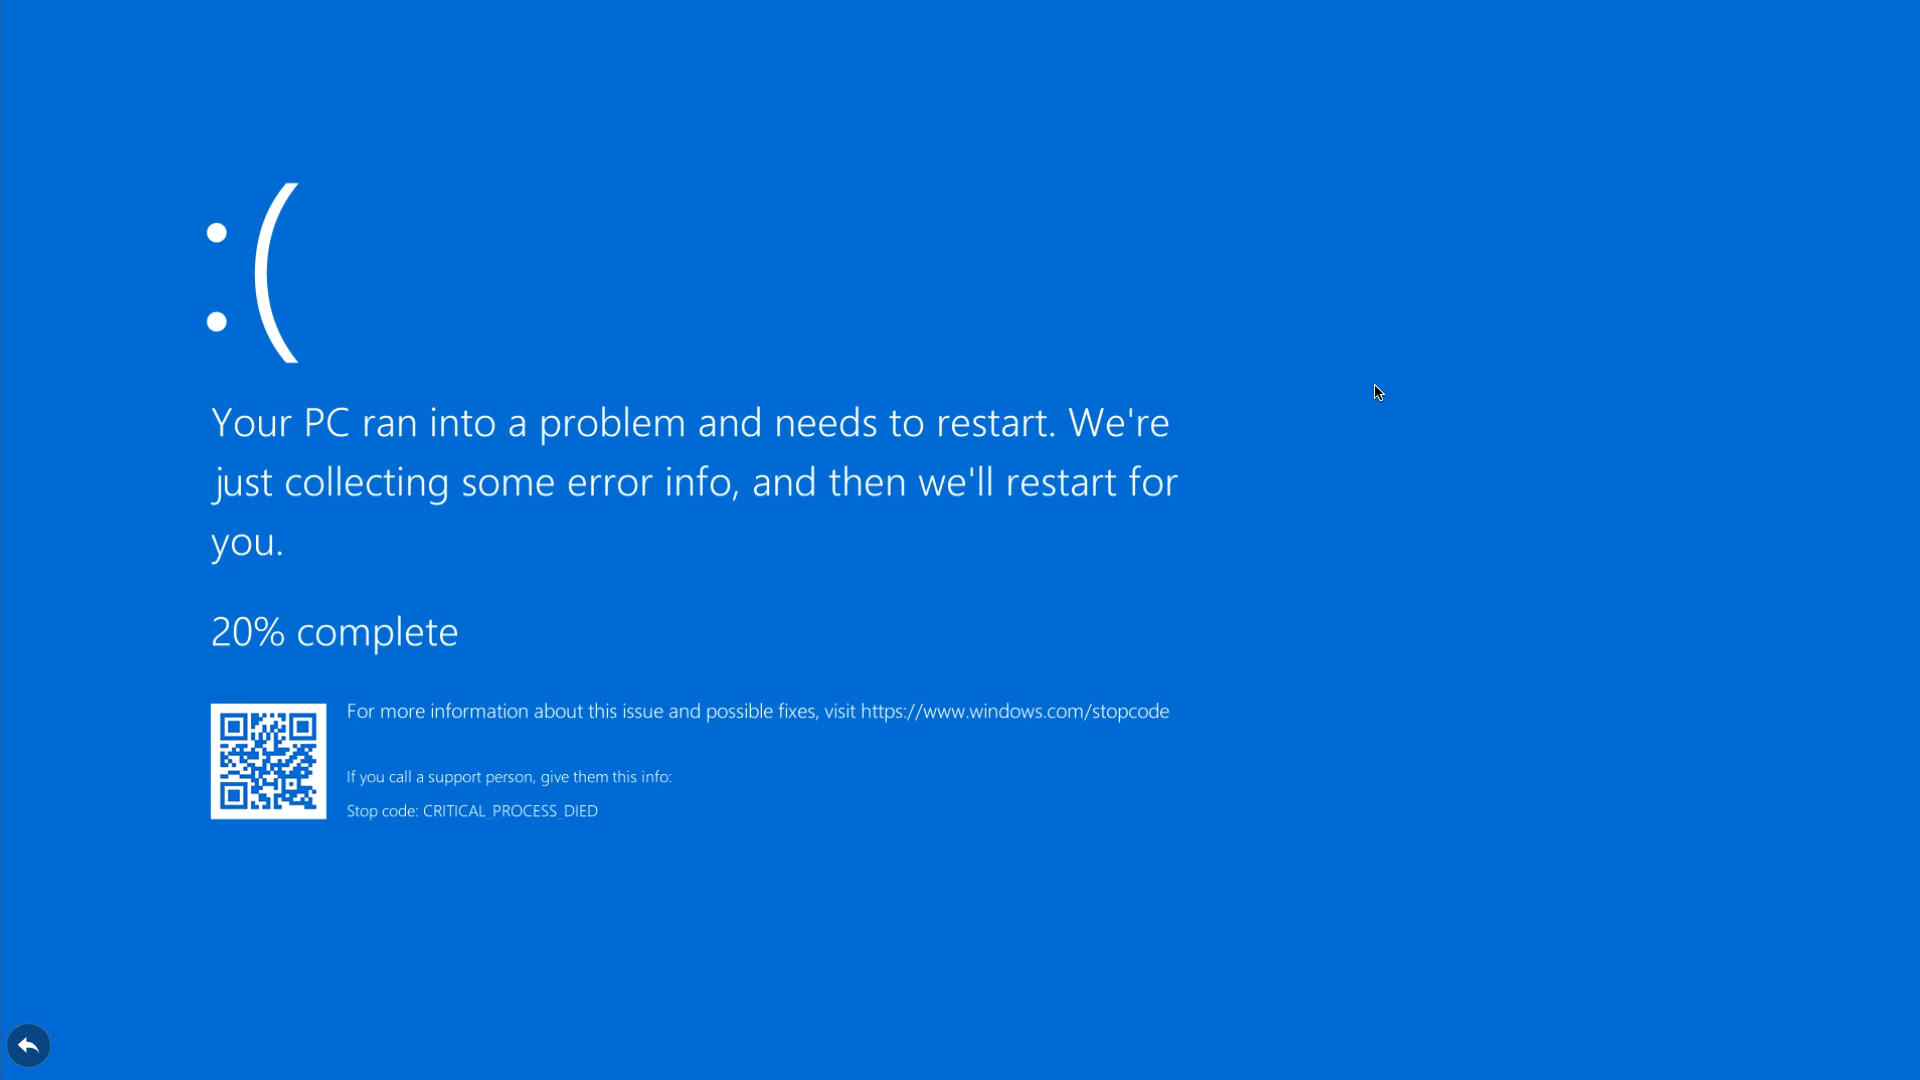 :(
Your PC ran into a problem and needs to restart. We're
just collecting some error info, and then we'll restart for
you.
20% complete
For more information about this issue and possible fixes, visit https://www.windows.com/stopcode
If you call a support person, give them this info:
Stop code: CRITICAL_PROCESS_DIED